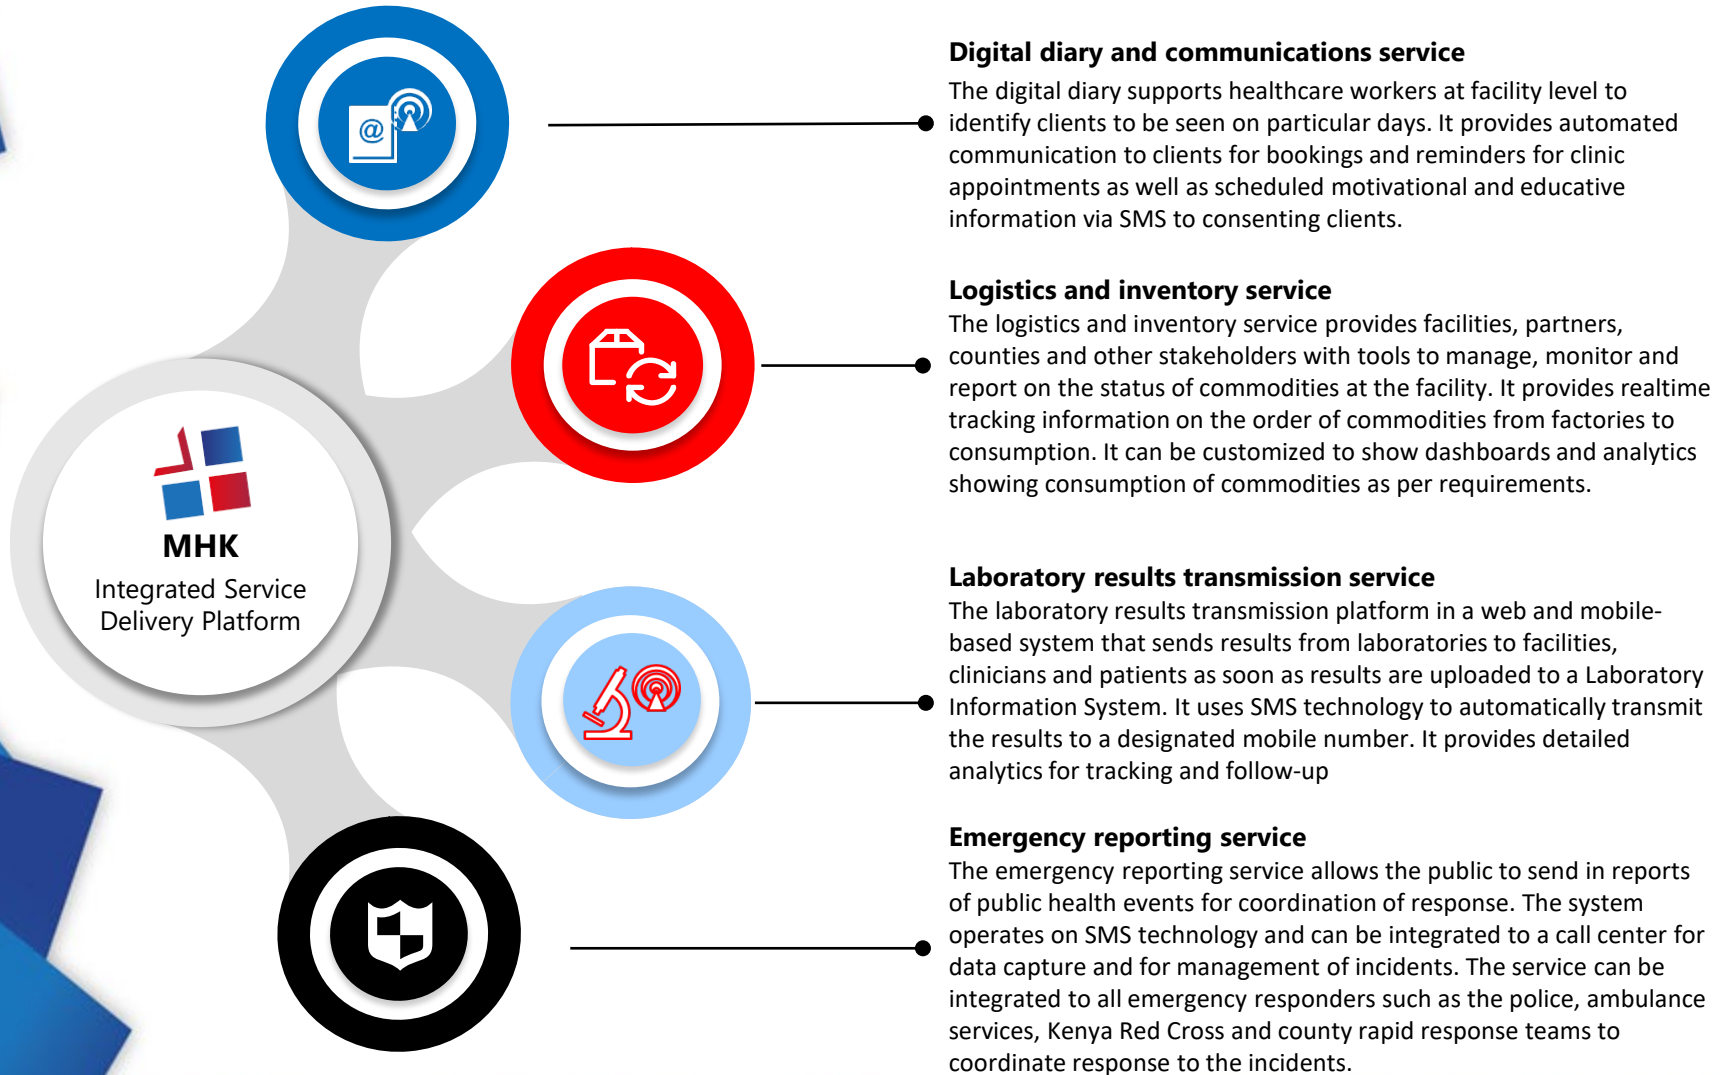 Digital diary and communications service
The digital diary supports healthcare workers at facility level to
identify clients to be seen on particular days. It provides automated
communication to clients for bookings and reminders for clinic
appointments as well as scheduled motivational and educative
information via SMS to consenting clients.
Logistics and inventory service
The logistics and inventory service provides facilities, partners,
counties and other stakeholders with tools to manage, monitor and
report on the status of commodities at the facility. It provides realtime
tracking information on the order of commodities from factories to
consumption. It can be customized to show dashboards and analytics
showing consumption of commodities as per requirements.
MHK
Integrated Service
Delivery Platform
Laboratory results transmission service
The laboratory results transmission platform in a web and mobile-
based system that sends results from laboratories to facilities,
clinicians and patients as soon as results are uploaded to a Laboratory
Information System. It uses SMS technology to automatically transmit
the results to a designated mobile number. It provides detailed
analytics for tracking and follow-up
Emergency reporting service
The emergency reporting service allows the public to send in reports
of public health events for coordination of response. The system
operates on SMS technology and can be integrated to a call center for
data capture and for management of incidents. The service can be
integrated to all emergency responders such as the police, ambulance
services, Kenya Red Cross and county rapid response teams to
coordinate response to the incidents.